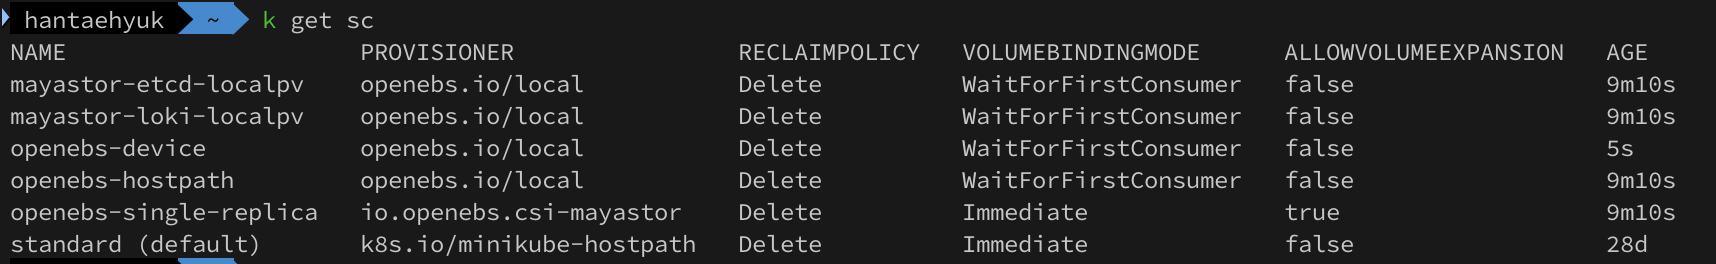 hantaehyuk ~ k get sc
NAME PROVISIONER RECLAIMPOLICY VOLUMEBINDINGMODE ALLOWVOLUMEEXPANSION AGE
mayastor-etcd-localpv openebs.io/local Delete WaitForFirstConsumer false 9m10s
mayastor-loki-localpv openebs.io/local Delete WaitForFirstConsumer false 9m10s
openebs-device openebs.io/local Delete WaitForFirstConsumer false 5s
openebs-hostpath openebs.io/local Delete WaitForFirstConsumer false 9m10s
openebs-single-replica io.openebs.csi-mayastor Delete Immediate true 9m10s
standard (default) k8s.io/minikube-hostpath Delete Immediate false 28d